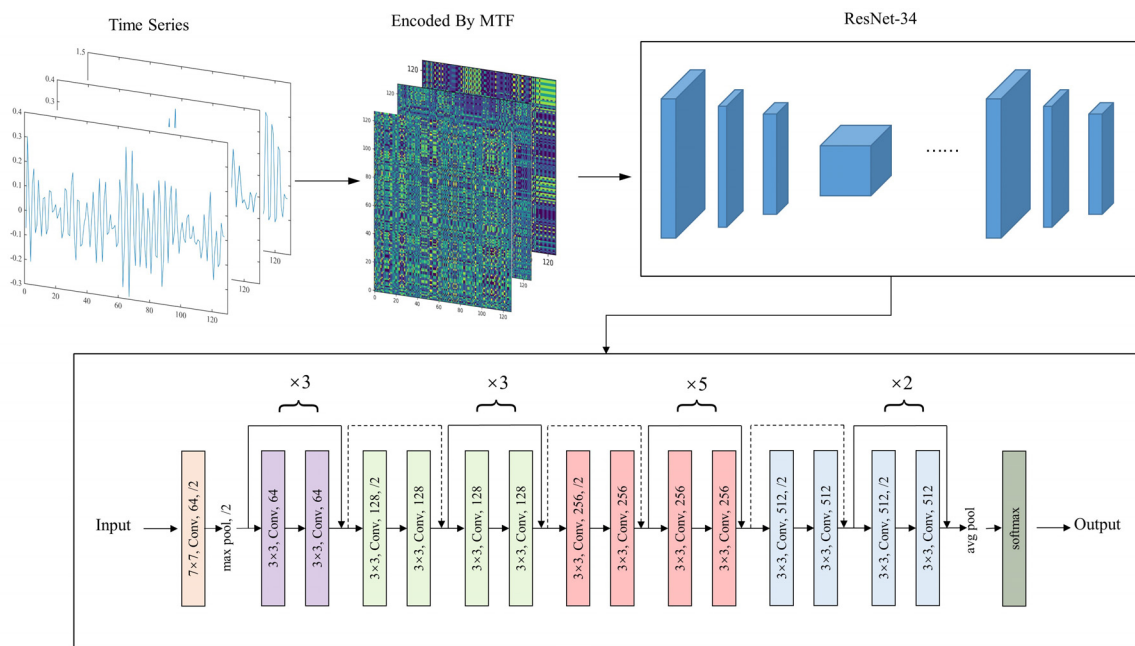 Time Series
Encoded By MTF
ResNet-34
1.5
0.4
0.3
0.4
0.3
0.2
0.1
0
-0.1
-0.2
-0.3
0
20
40
60
80
100
120
120
120
120
120
120
100
80
60
40
20
0
0
20
40
60
80
100
120
120
120
......
×3
×3
×5
×2
Input
7×7, Conv, 64, /2
max pool, /2
3×3, Conv, 64
3×3, Conv, 64
3×3, Conv, 128, /2
3×3, Conv, 128
3×3, Conv, 128
3×3, Conv, 128
3×3, Conv, 256, /2
3×3, Conv, 256
3×3, Conv, 256
3×3, Conv, 256
3×3, Conv, 512, /2
3×3, Conv, 512
3×3, Conv, 512, /2
3×3, Conv, 512
avg pool
softmax
Output